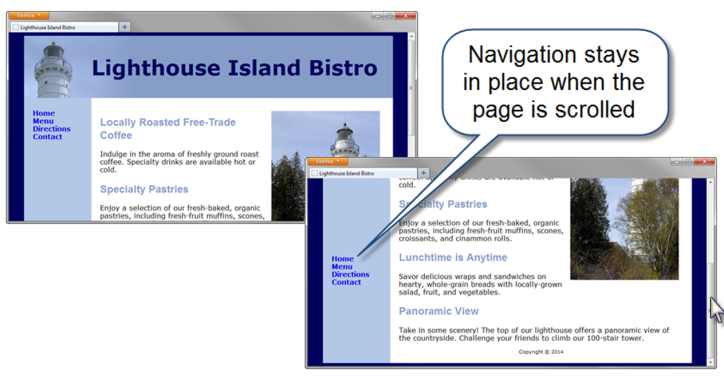 Firefox
Lighthouse Island Bistro
Lighthouse Island Bistro
Home
Menu
Directions
Contact
Locally Roasted Free-Trade
Coffee
Indulge in the aroma of freshly ground roast
coffee. Specialty drinks are available hot or
cold.
Specialty Pastries
Enjoy a selection of our fresh-baked, organic
pastries, including fresh-fruit muffins, scones,
Navigation stays
in place when the
page is scrolled
Firefox
Lighthouse Island Bistro
cold.
Specialty Pastries
Enjoy a selection of our fresh-baked, organic
pastries, including fresh-fruit muffins, scones,
croissants, and cinammon rolls.
Home
Menu
Directions
Contact
Lunchtime is Anytime
Savor delicious wraps and sandwiches on
hearty, whole-grain breads with locally-grown
salad, fruit, and vegetables.
Panoramic View
Take in some scenery! The top of our lighthouse offers a panoramic view of
the countryside. Challenge your friends to climb our 100-stair tower.
Copyright © 2014